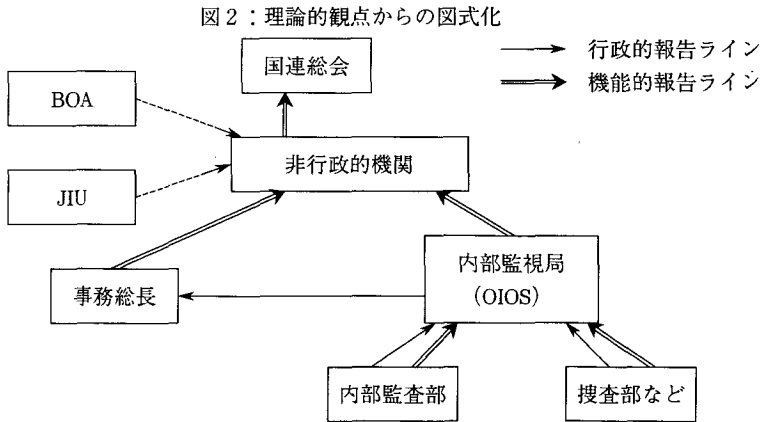 図2：理論的観点からの図式化
国連総会
行政的報告ライン
機能的報告ライン
BOA
非行政的機関
JIU
事務総長
内部監視局
（OIOS）
内部監査部
捜査部など